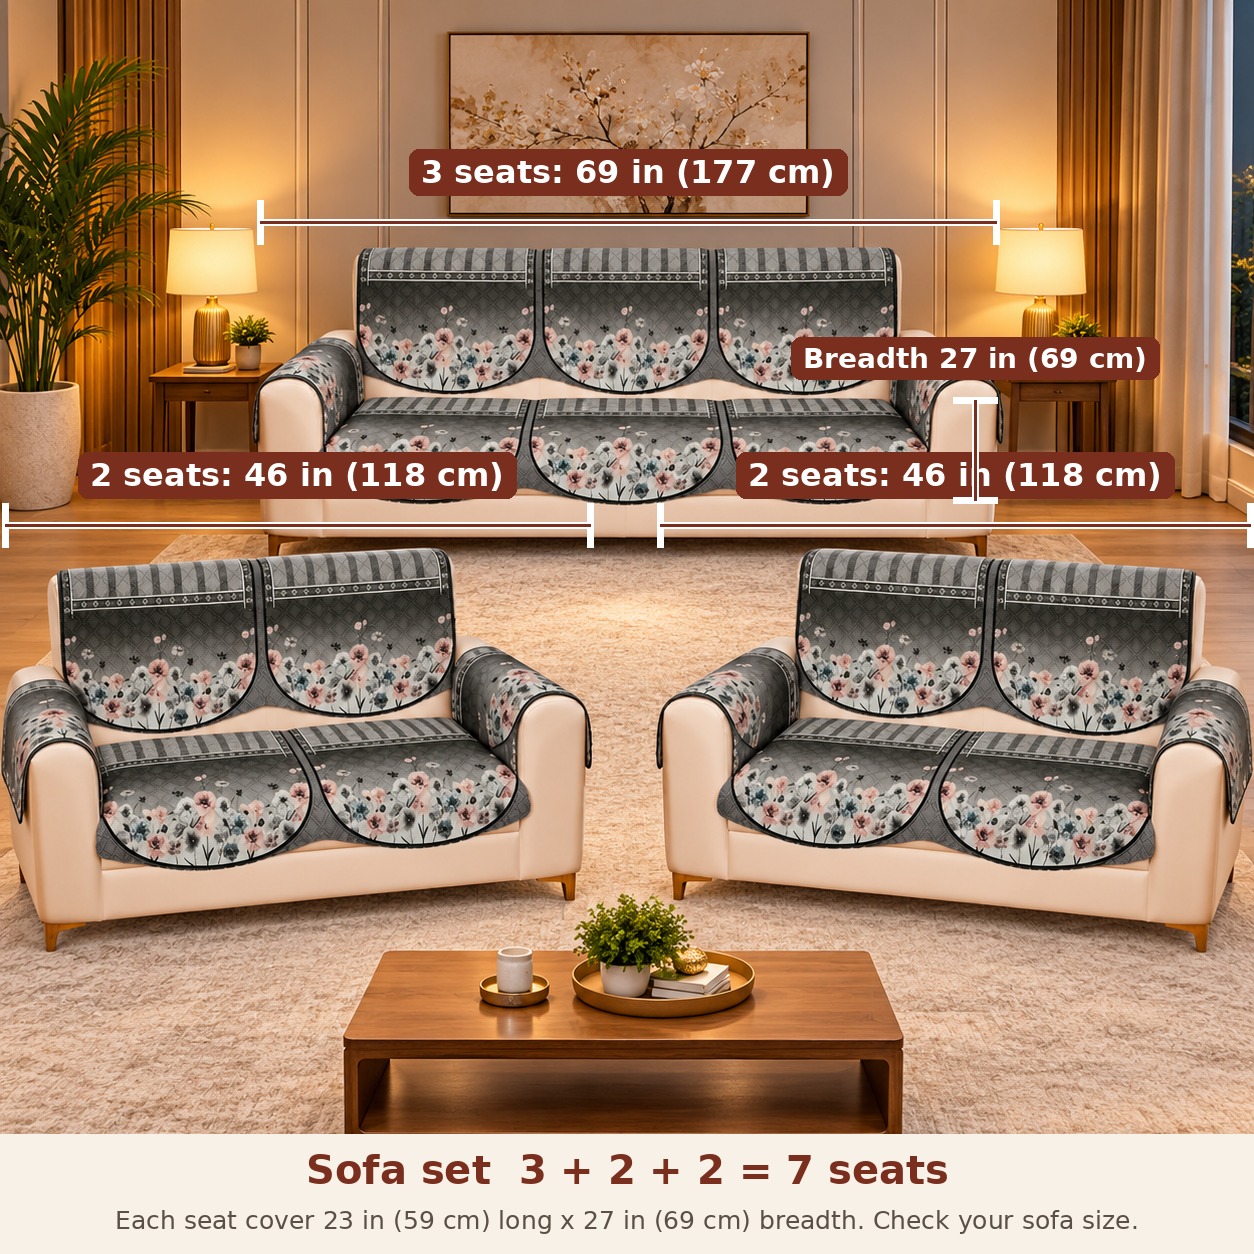 3 seats: 69 in (177 cm)
Breadth 27 in (69 cm)
2 seats: 46 in (118 cm)
2 seats: 46 in (118 cm)
Sofa set 3 + 2 + 2 = 7 seats
Each seat cover 23 in (59 cm) long x 27 in (69 cm) breadth. Check your sofa size.